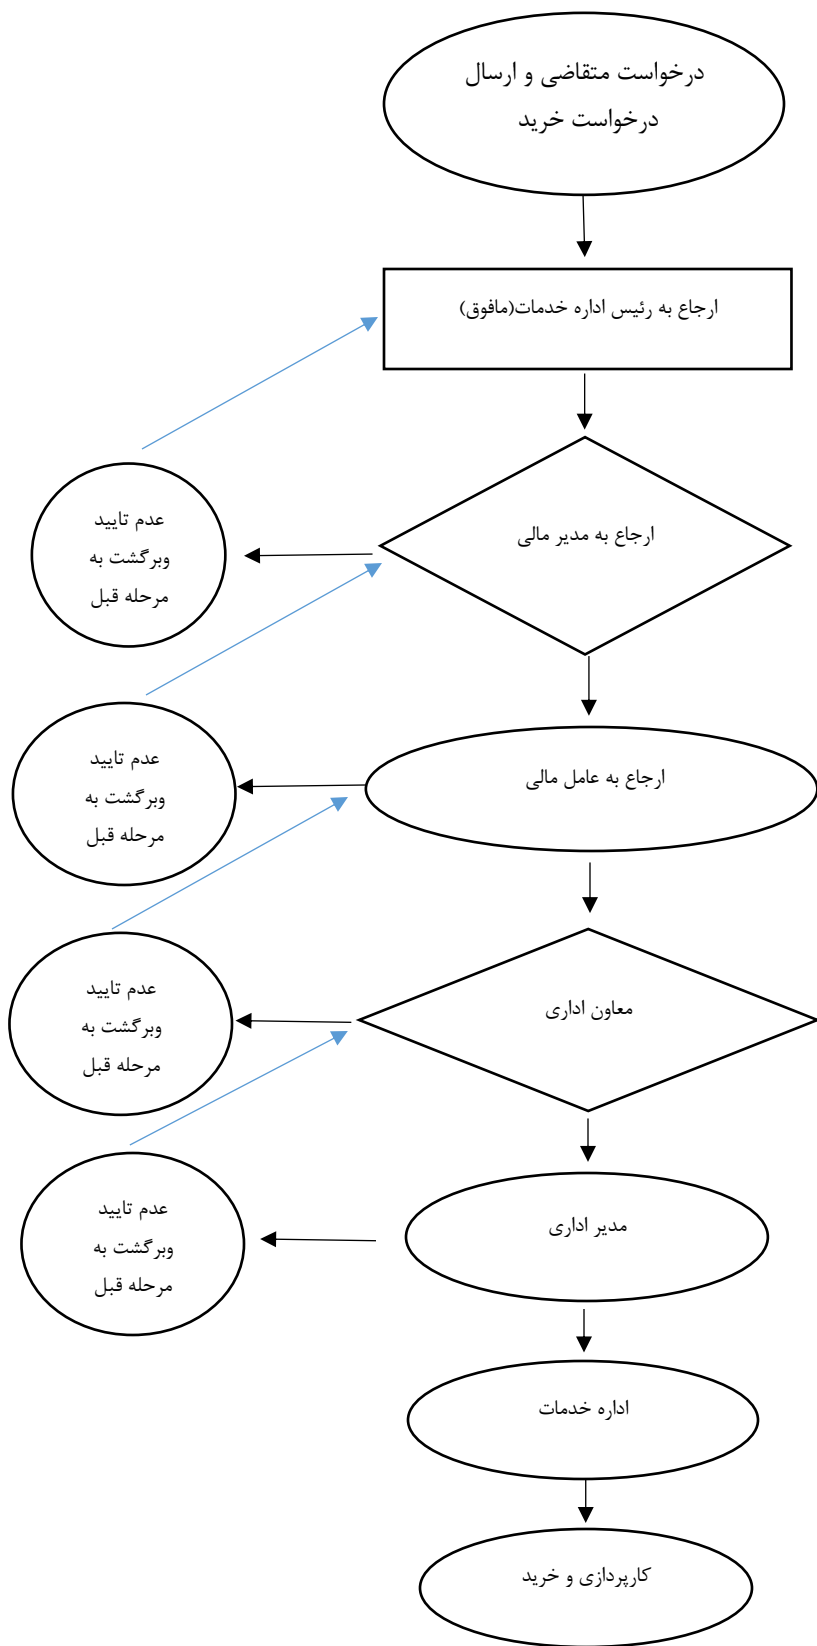 درخواست متقاضی و ارسال
درخواست خرید
ارجاع به رئیس اداره خدمات(مافوق)
ارجاع به مدیر مالی
عدم تایید
وبرگشت به
مرحله قبل
ارجاع به عامل مالی
عدم تایید
وبرگشت به
مرحله قبل
معاون اداری
عدم تایید
وبرگشت به
مرحله قبل
مدیر اداری
عدم تایید
وبرگشت به
مرحله قبل
اداره خدمات
کارپردازی و خرید